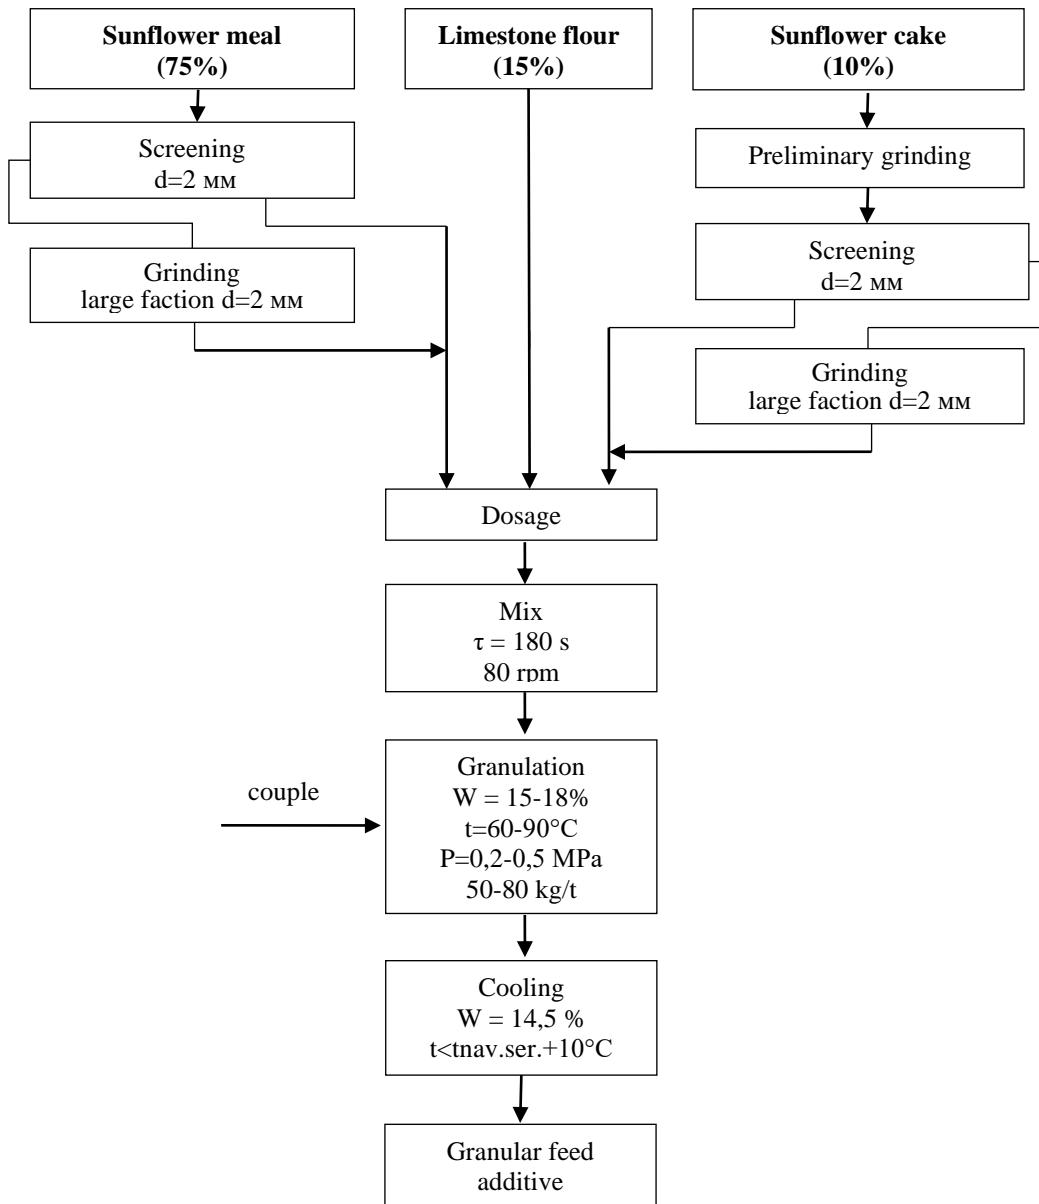 Sunflower meal
(75%)
Limestone flour
(15%)
Sunflower cake
(10%)
Screening
d=2 мм
Preliminary grinding
Screening
d=2 мм
Grinding
large faction d=2 мм
Grinding
large faction d=2 мм
Dosage
Mix
τ = 180 s
80 rpm
couple
Granulation
W = 15-18%
t=60-90°C
P=0,2-0,5 MPa
50-80 kg/t
Cooling
W = 14,5 %
t<tnav.ser.+10°C
Granular feed
additive